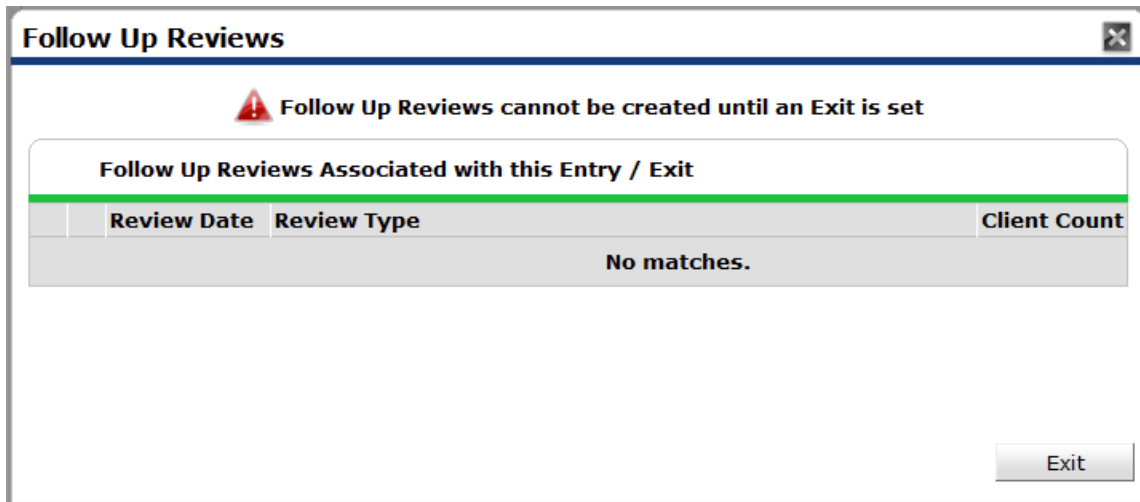 Follow Up Reviews
Follow Up Reviews cannot be created until an Exit is set
Follow Up Reviews Associated with this Entry / Exit
Review Date Review Type Client Count
No matches.
Exit